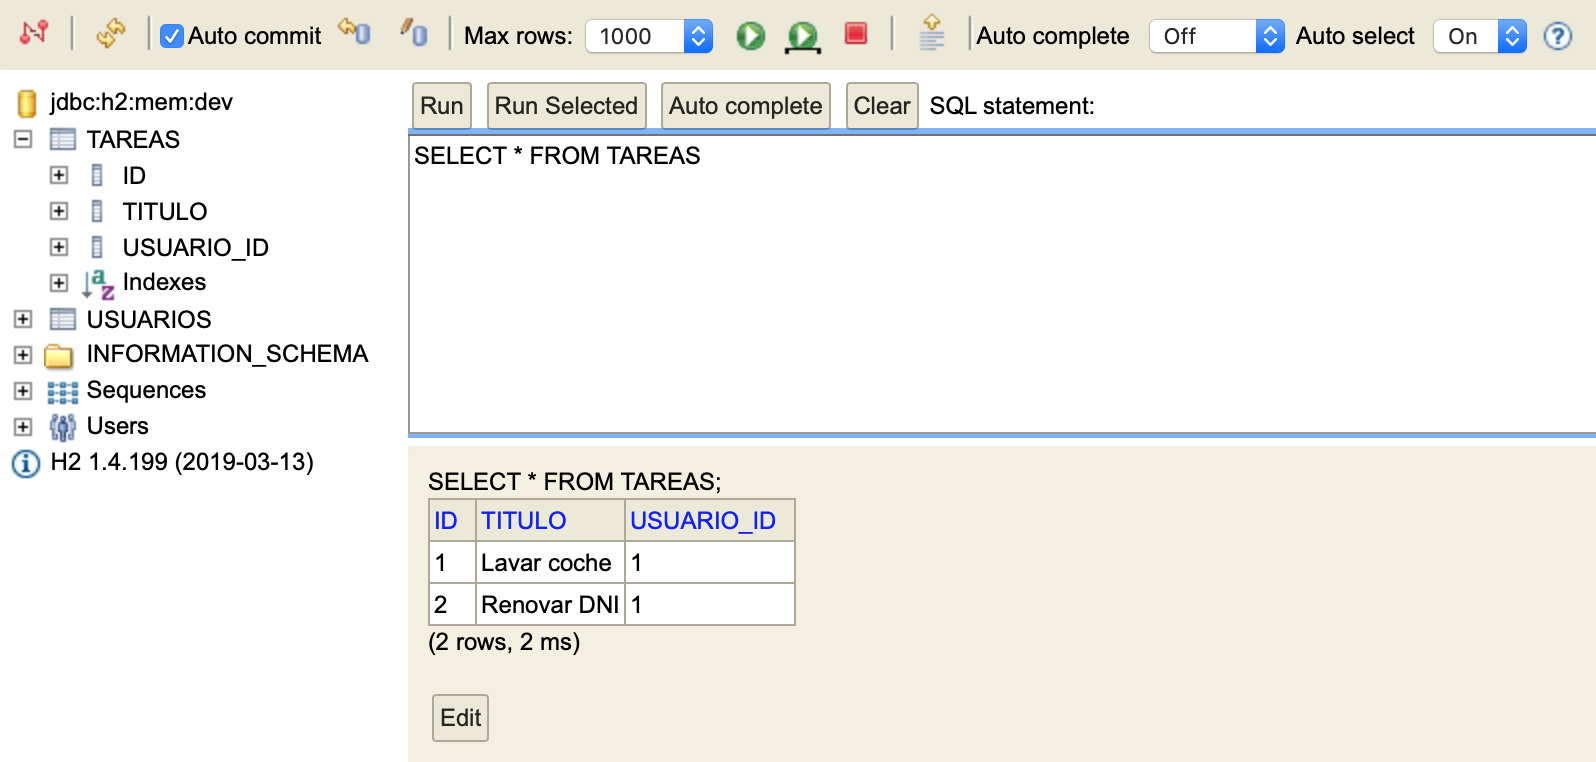 Auto commit Max rows: 1000 Auto complete Off Auto select On ?
jdbc:h2:mem:dev
TAREAS
ID
TITULO
USUARIO_ID
Indexes
USUARIOS
INFORMATION_SCHEMA
Sequences
Users
H2 1.4.199 (2019-03-13)
Run Run Selected Auto complete Clear SQL statement:
SELECT * FROM TAREAS
SELECT * FROM TAREAS;
ID TITULO USUARIO_ID
1 Lavar coche 1
2 Renovar DNI 1
(2 rows, 2 ms)
Edit